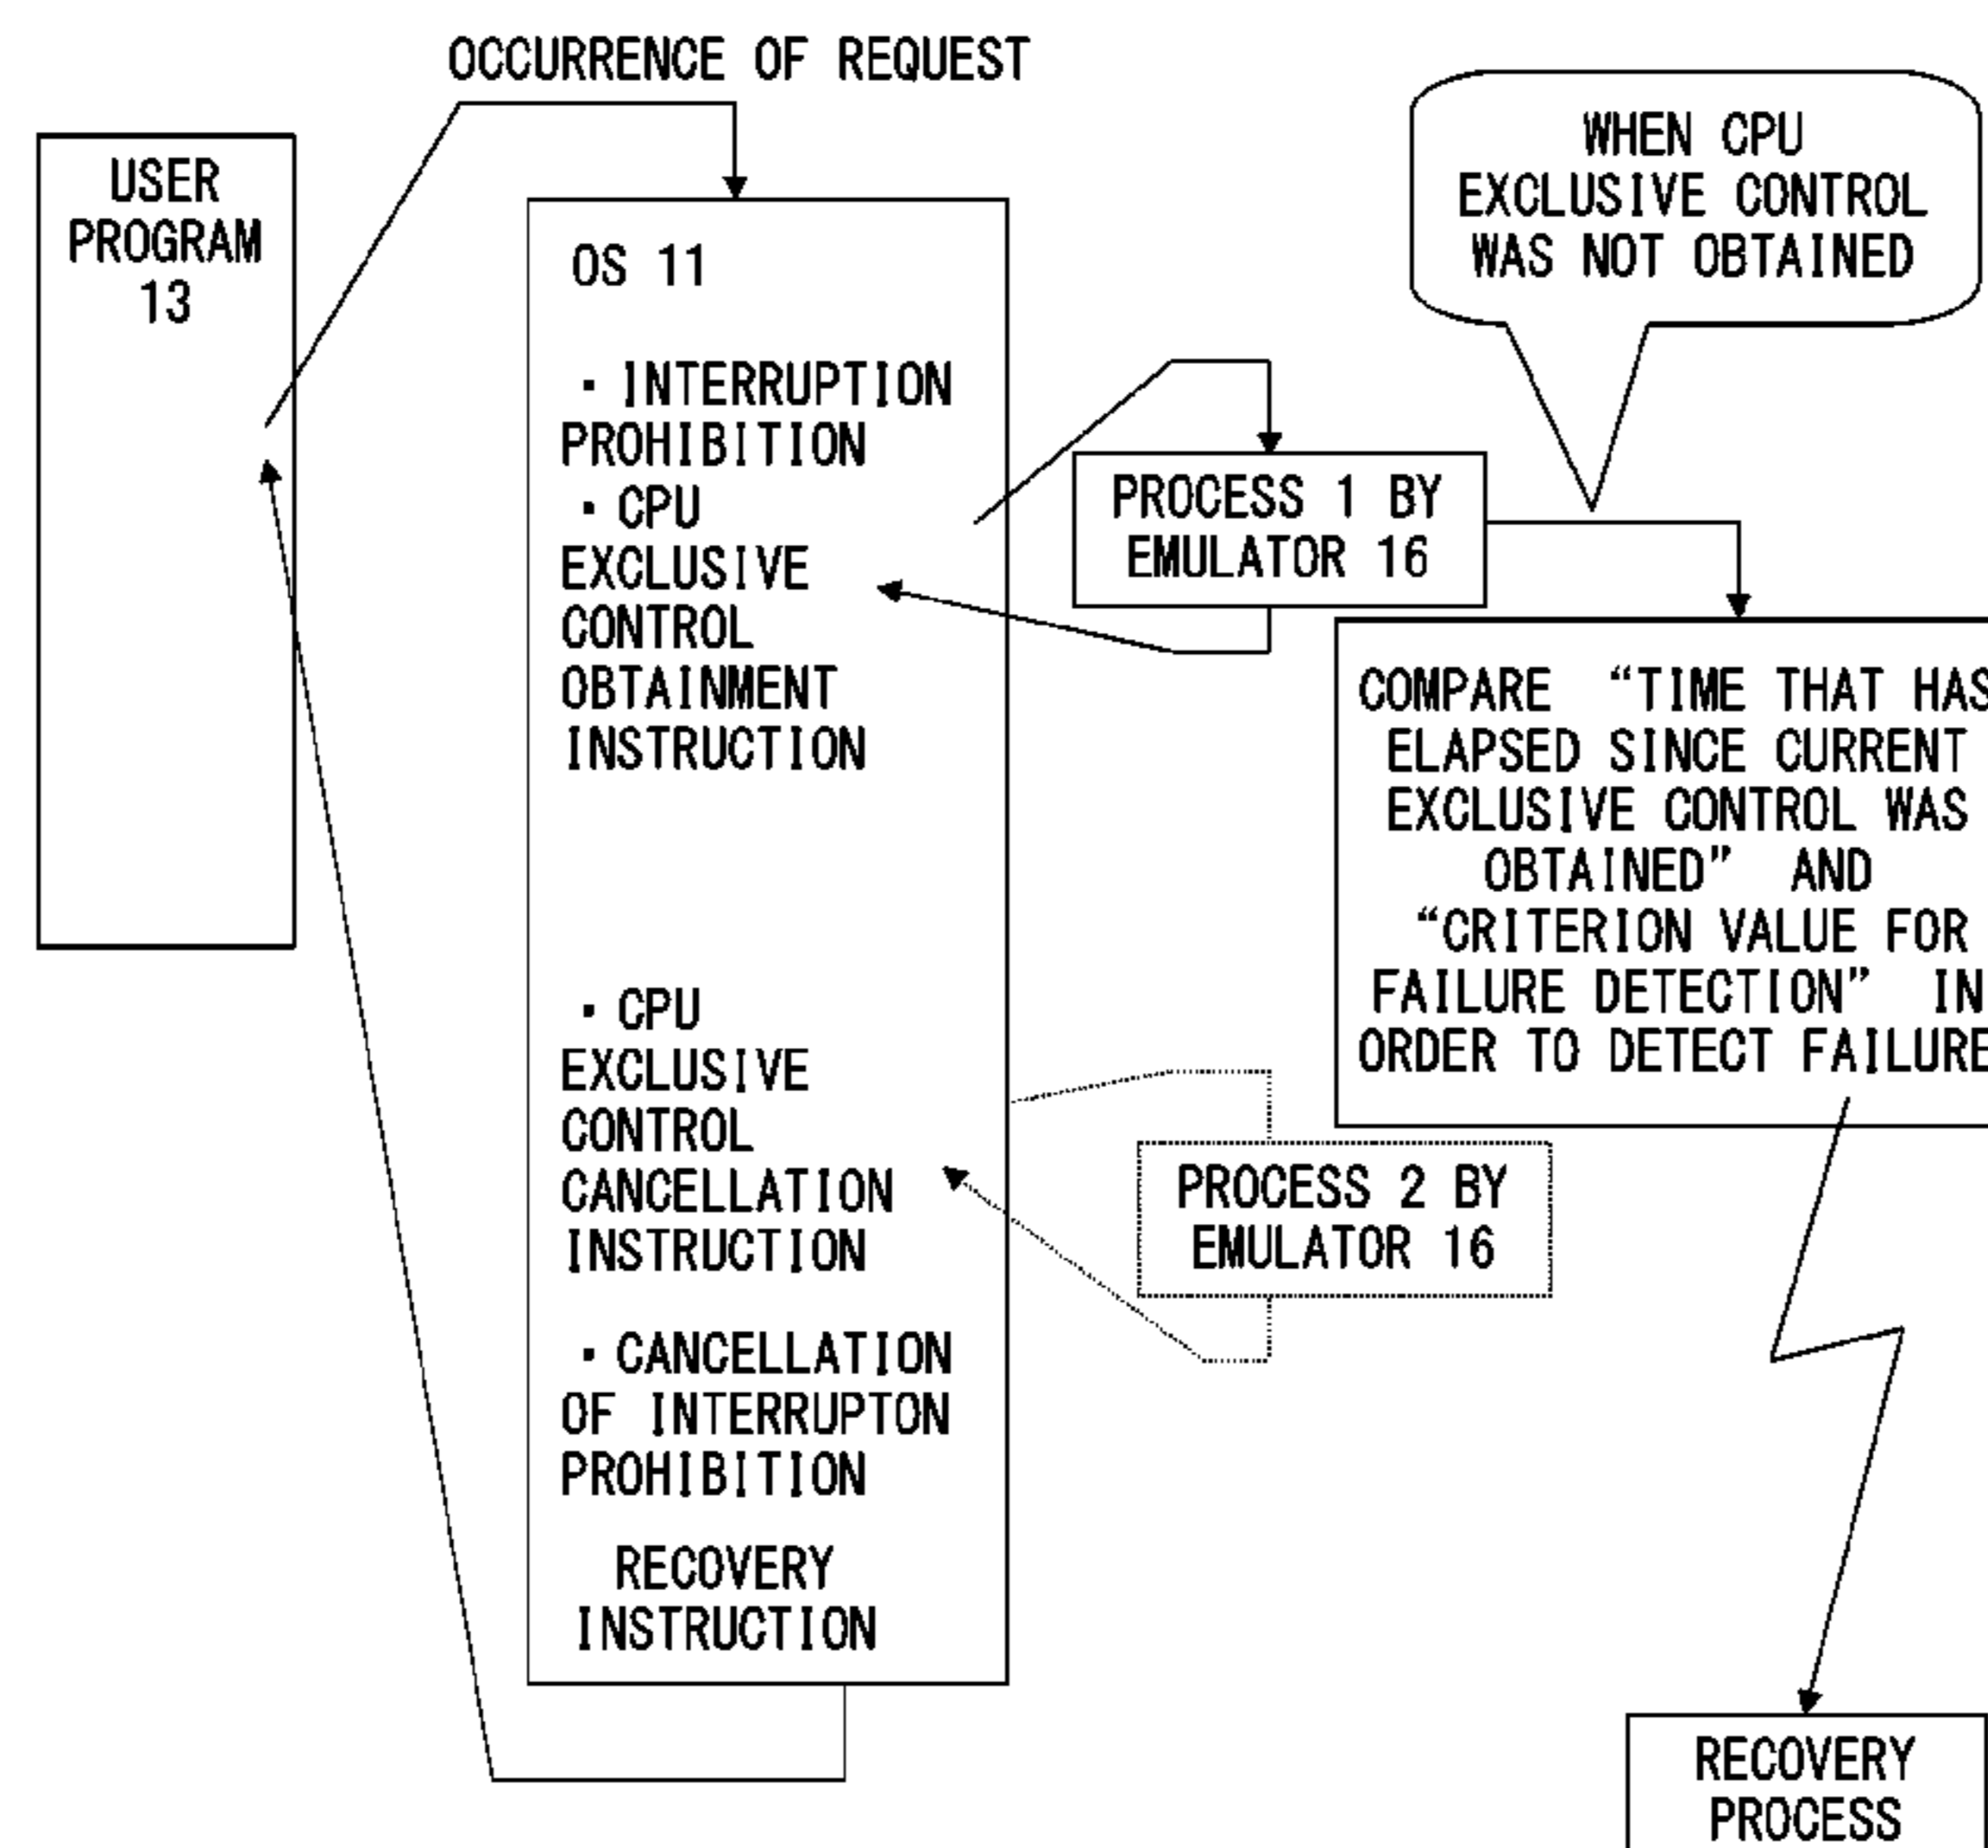 OCCURRENCE OF REQUEST
USER
PROGRAM
13
OS 11
・INTERRUPTION
PROHIBITION
・CPU
EXCLUSIVE
CONTROL
OBTAINMENT
INSTRUCTION
・CPU
EXCLUSIVE
CONTROL
CANCELLATION
INSTRUCTION
・CANCELLATION
OF INTERRUPTON
PROHIBITION
RECOVERY
INSTRUCTION
PROCESS 1 BY
EMULATOR 16
WHEN CPU
EXCLUSIVE CONTROL
WAS NOT OBTAINED
COMPARE “TIME THAT HAS
ELAPSED SINCE CURRENT
EXCLUSIVE CONTROL WAS
OBTAINED” AND
“CRITERION VALUE FOR
FAILURE DETECTION” IN
ORDER TO DETECT FAILURE
PROCESS 2 BY
EMULATOR 16
RECOVERY
PROCESS